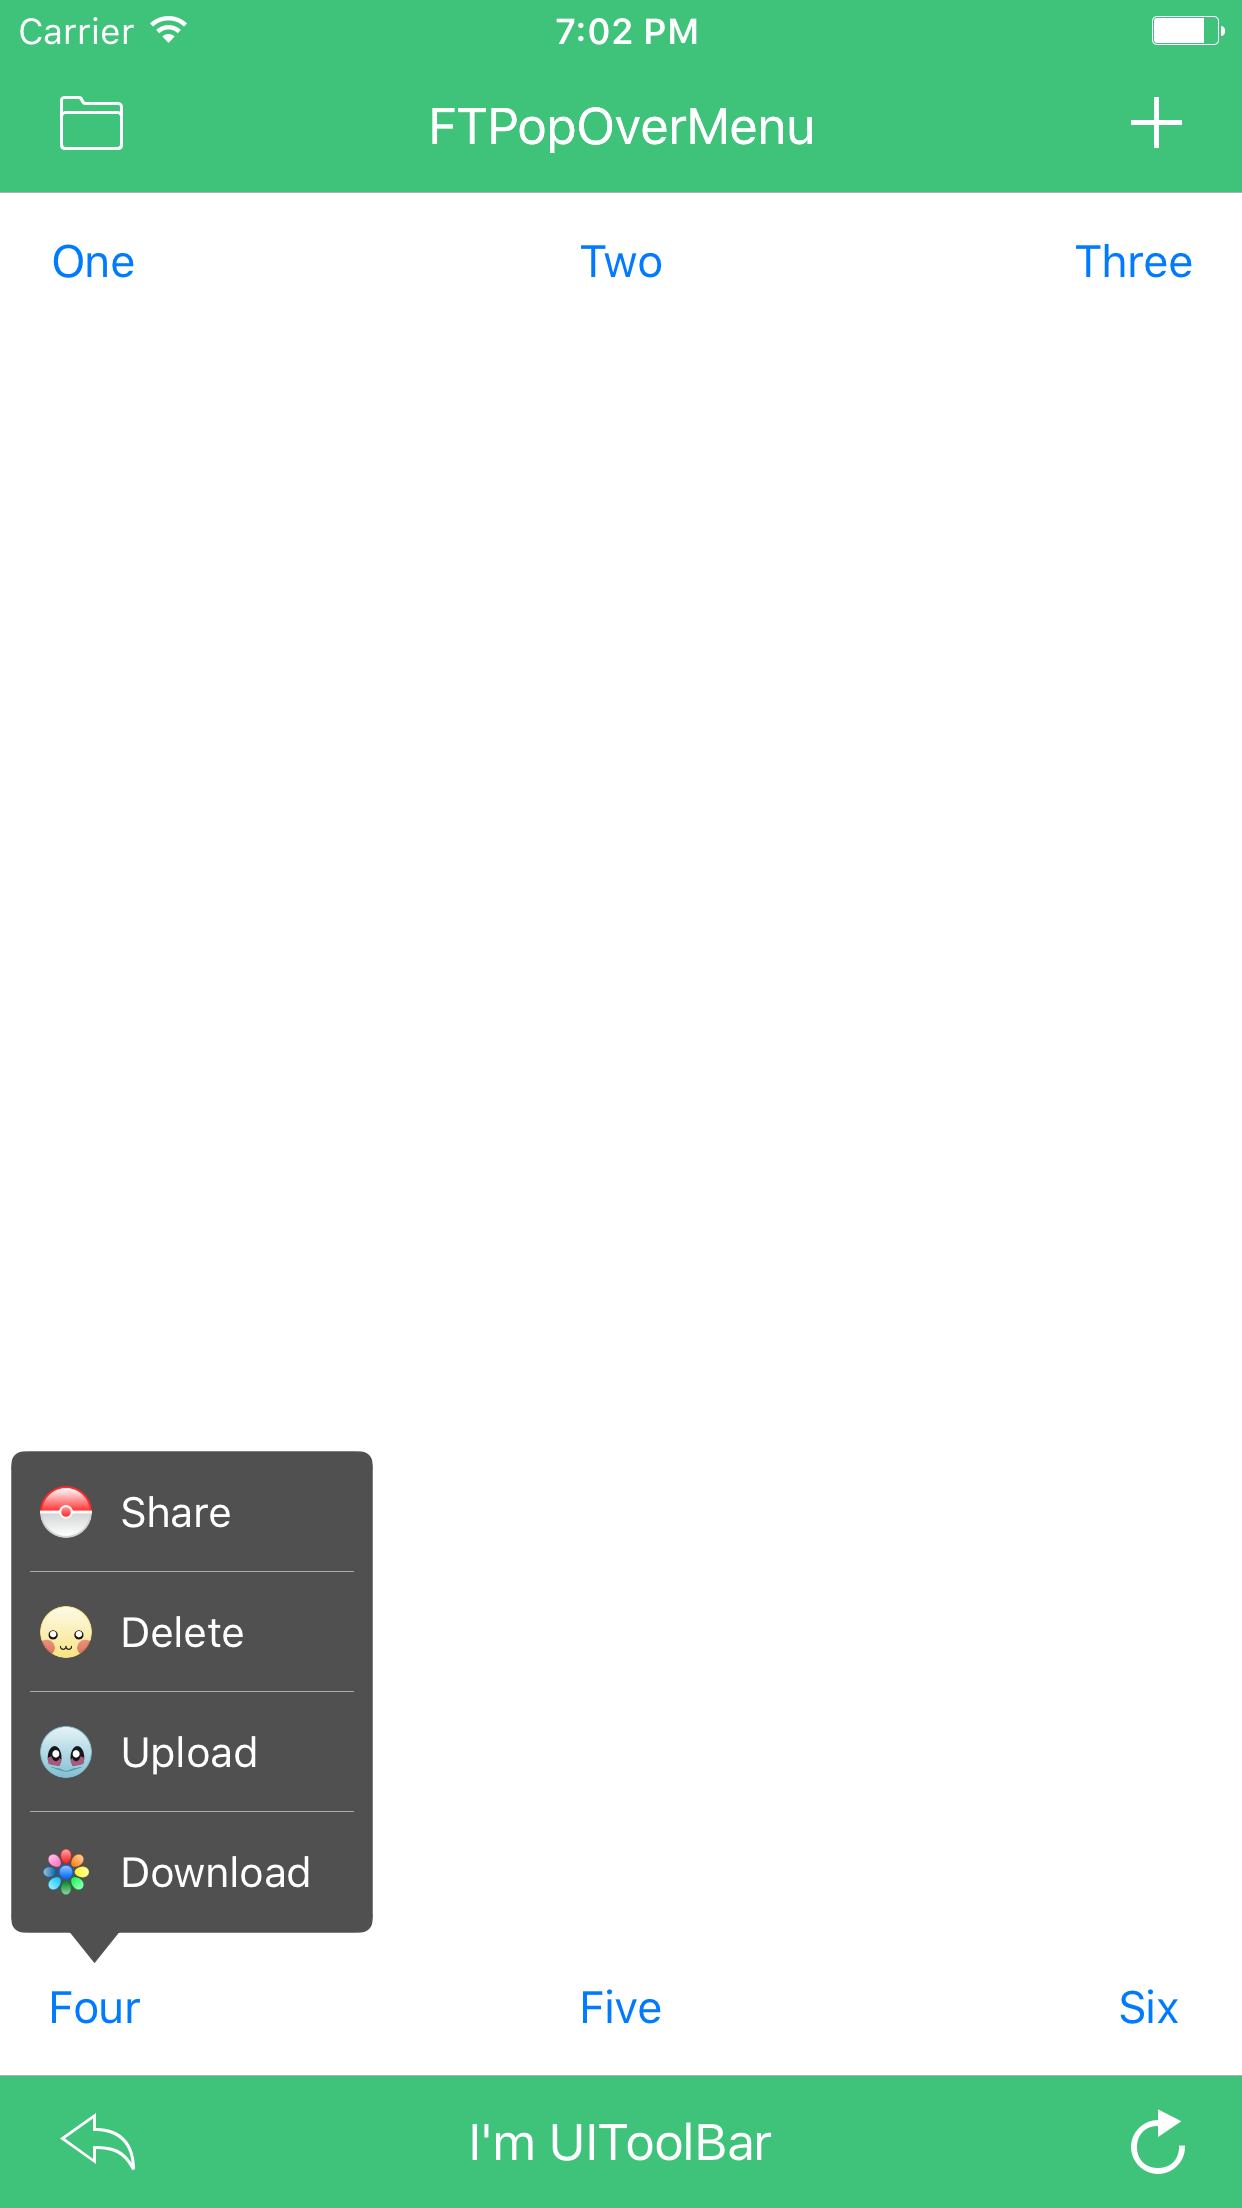 Carrier 7:02 PM
FTPopOverMenu
One Two Three
Share
Delete
Upload
Download
Four Five Six
I'm UIToolBar